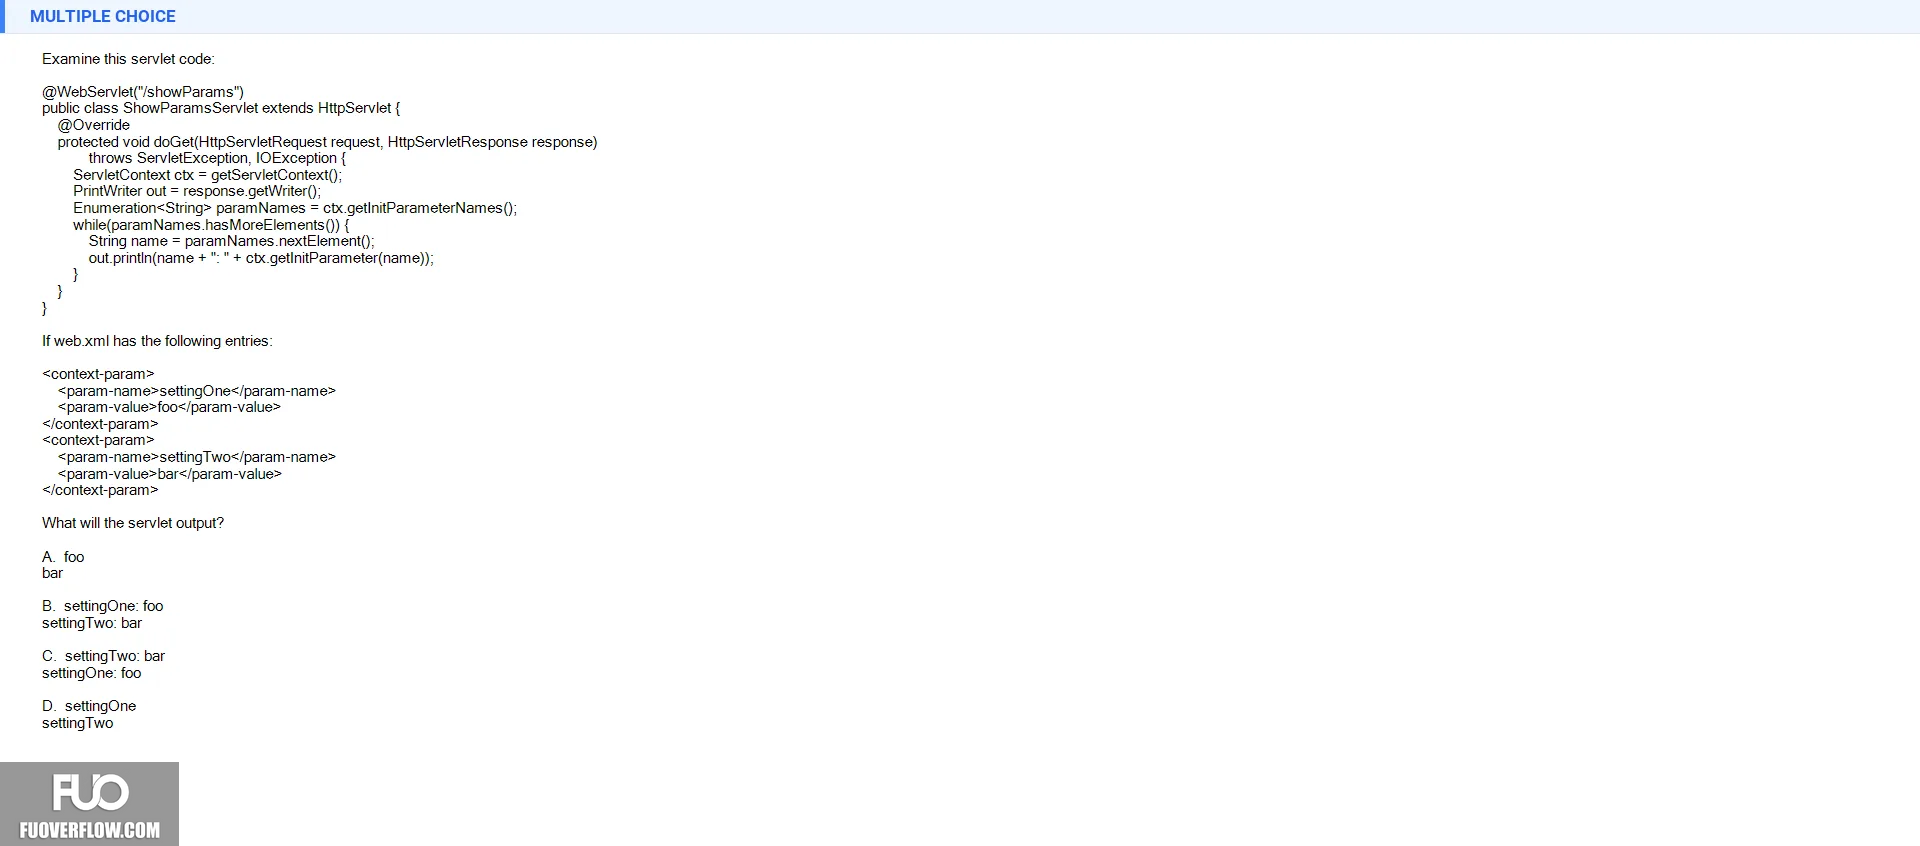 MULTIPLE CHOICE
Examine this servlet code:
@WebServlet("/showParams")
public class ShowParamsServlet extends HttpServlet {
@Override
protected void doGet(HttpServletRequest request, HttpServletResponse response)
throws ServletException, IOException {
ServletContext ctx = getServletContext();
PrintWriter out = response.getWriter();
Enumeration<String> paramNames = ctx.getInitParameterNames();
while(paramNames.hasMoreElements()) {
String name = paramNames.nextElement();
out.println(name + ": " + ctx.getInitParameter(name));
}
}
}
If web.xml has the following entries:
<context-param>
<param-name>settingOne</param-name>
<param-value>foo</param-value>
</context-param>
<context-param>
<param-name>settingTwo</param-name>
<param-value>bar</param-value>
</context-param>
What will the servlet output?
A. foo
bar
B. settingOne: foo
settingTwo: bar
C. settingTwo: bar
settingOne: foo
D. settingOne
settingTwo
FUO
FUOVERFLOW.COM